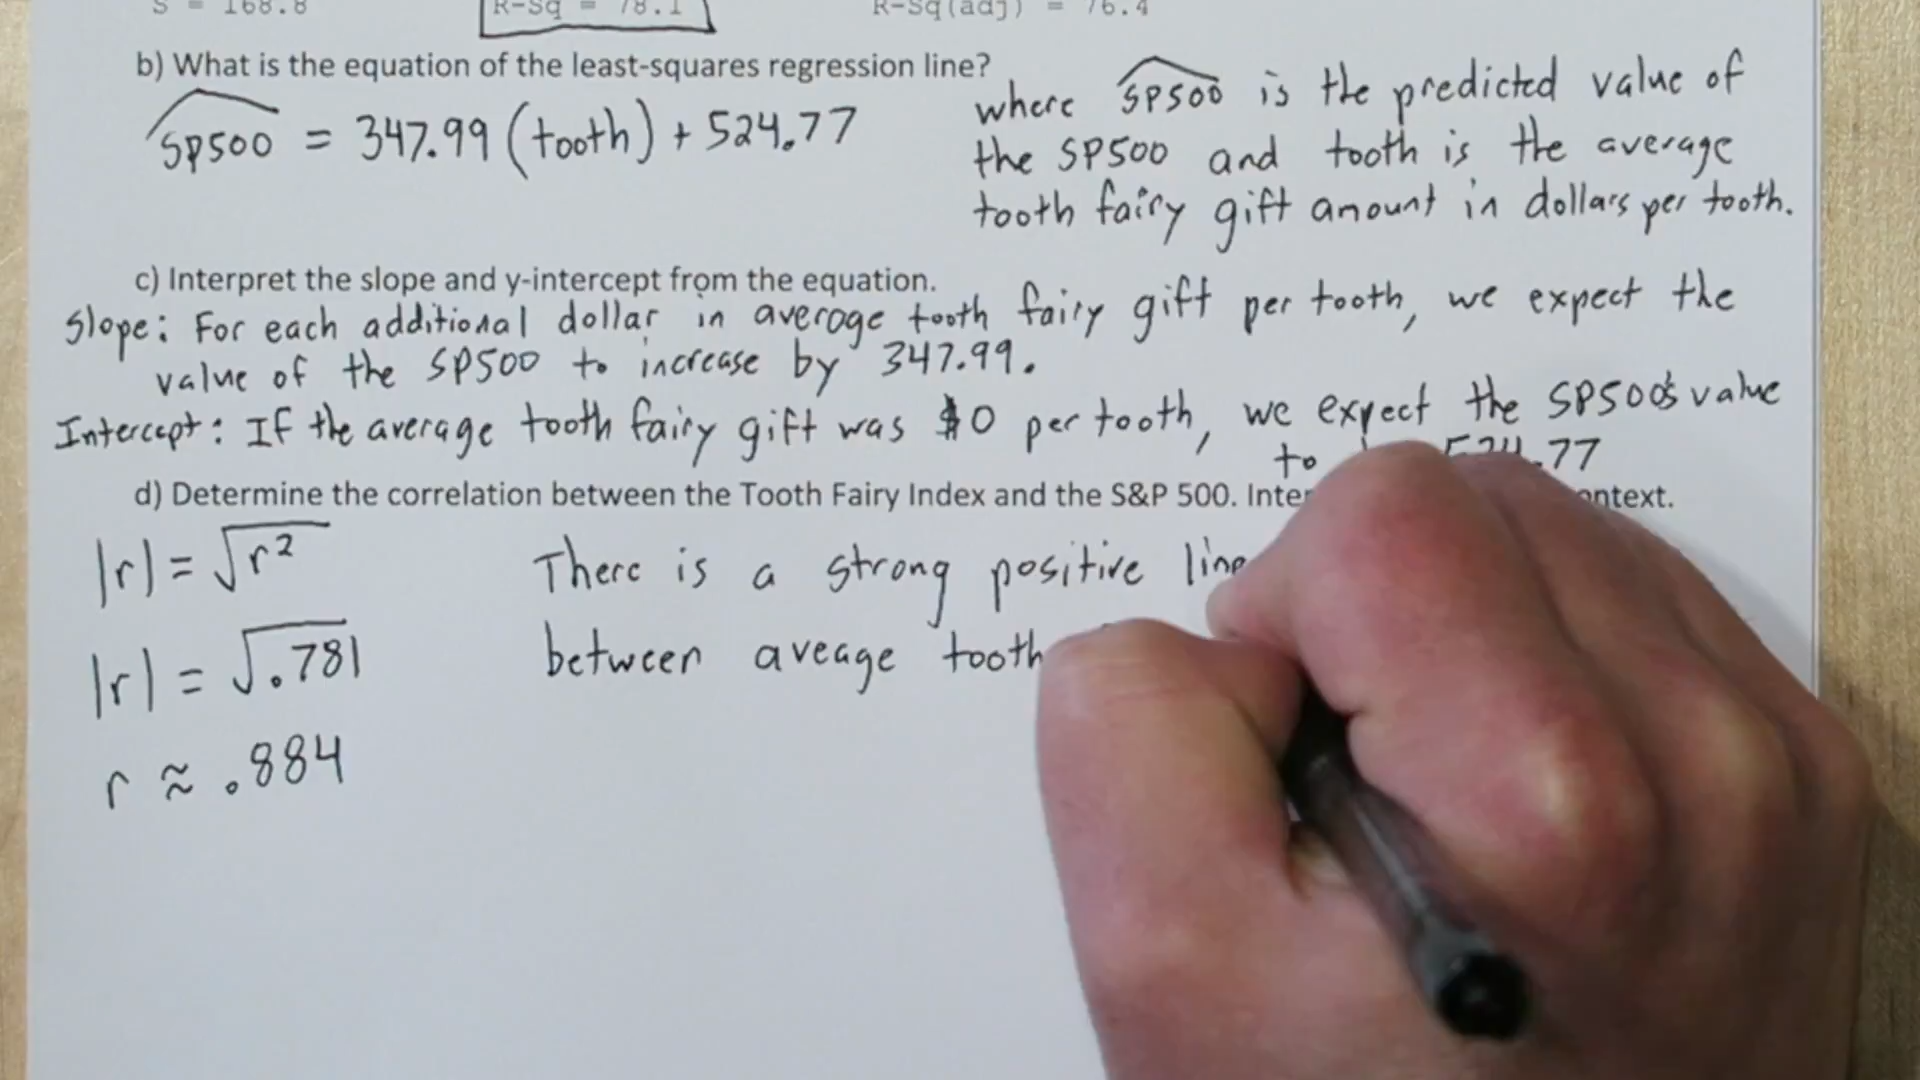 S = 168.8 R-Sq = 78.1 R-Sq(adj) = 76.4
b) What is the equation of the least-squares regression line?
SP500 = 347.99 (tooth) + 524.77
where SP500 is the predicted value of
the SP500 and tooth is the average
tooth fairy gift amount in dollars per tooth.
c) Interpret the slope and y-intercept from the equation.
Slope: For each additional dollar in average tooth fairy gift per tooth, we expect the
value of the SP500 to increase by 347.99.
Intercept: If the average tooth fairy gift was $0 per tooth, we expect the SP500's value
to 524.77
d) Determine the correlation between the Tooth Fairy Index and the S&P 500.
|r| = √r²
|r| = √.781
r ≈ .884
There is a strong positive
between aveage tooth